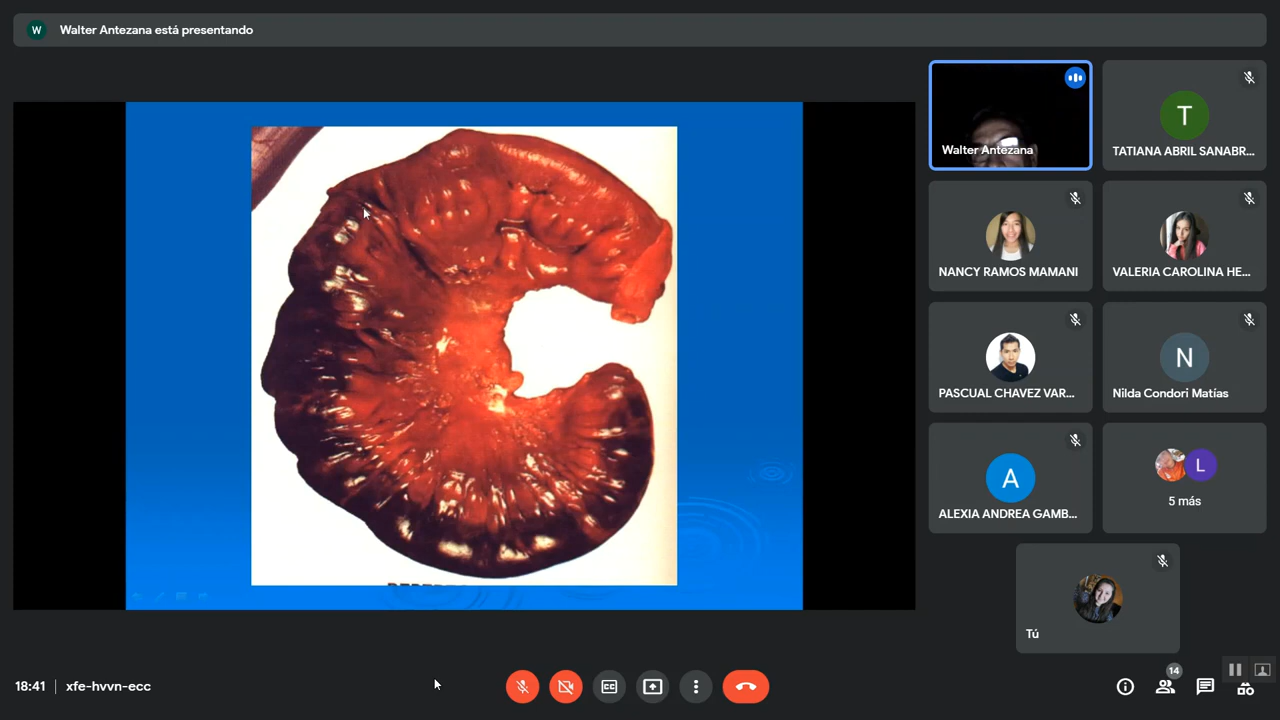 W Walter Antezana está presentando
Walter Antezana
T
TATIANA ABRIL SANABR...
NANCY RAMOS MAMANI
VALERIA CAROLINA HE...
PASCUAL CHAVEZ VAR...
N
Nilda Condori Matías
A
ALEXIA ANDREA GAMB...
L
5 más
Tú
18:41 | xfe-hvvn-ecc
CC
14